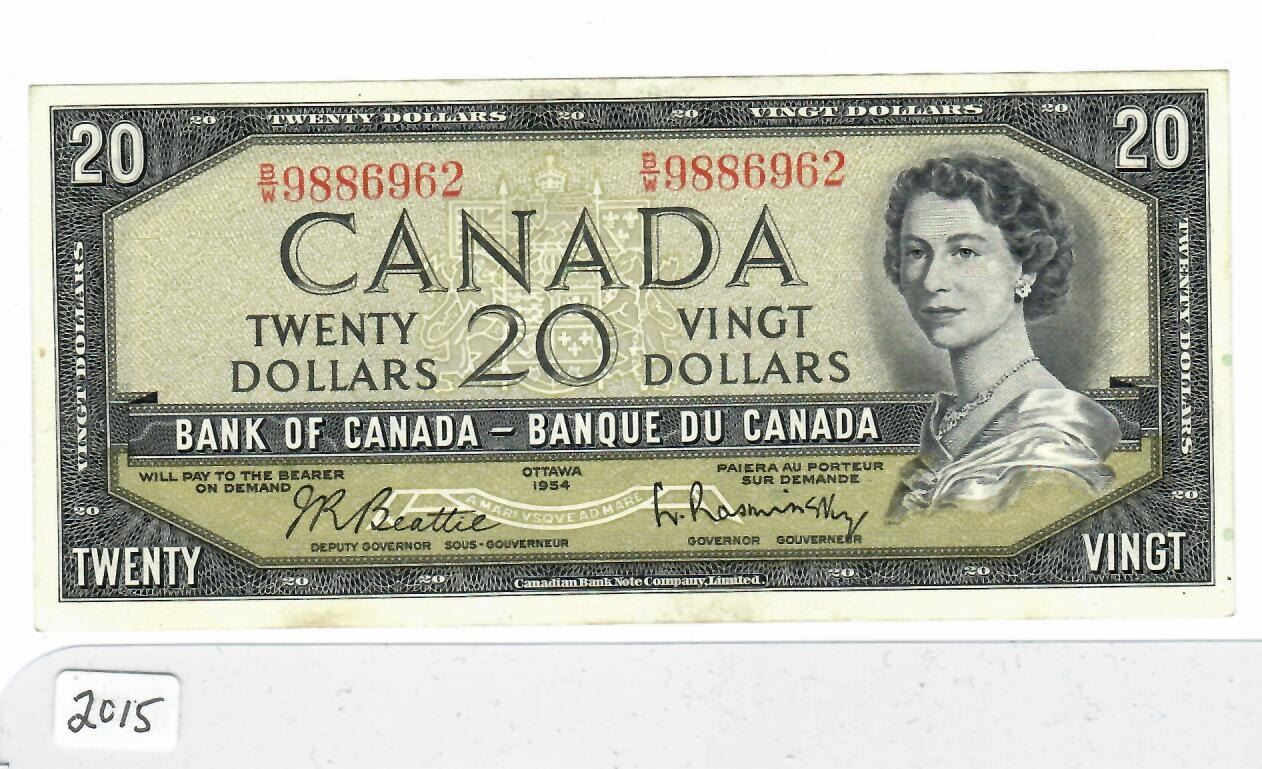 20 TWENTY DOLLARS 20 20 VINGT DOLLARS 20
20 20
B/W 9886962 B/W 9886962
CANADA
TWENTY DOLLARS 20 VINGT DOLLARS
VINGT DOLLARS
TWENTY DOLLARS
BANK OF CANADA – BANQUE DU CANADA
WILL PAY TO THE BEARER ON DEMAND
OTTAWA
1954
PAIERA AU PORTEUR SUR DEMANDE
A MARI VSQVE AD MARE
J.R. Beattie L. Rasminsky
DEPUTY GOVERNOR SOUS-GOUVERNEUR GOVERNOR GOUVERNEUR
20 20
TWENTY VINGT
20 20 Canadian Bank Note Company, Limited. 20 20
2015